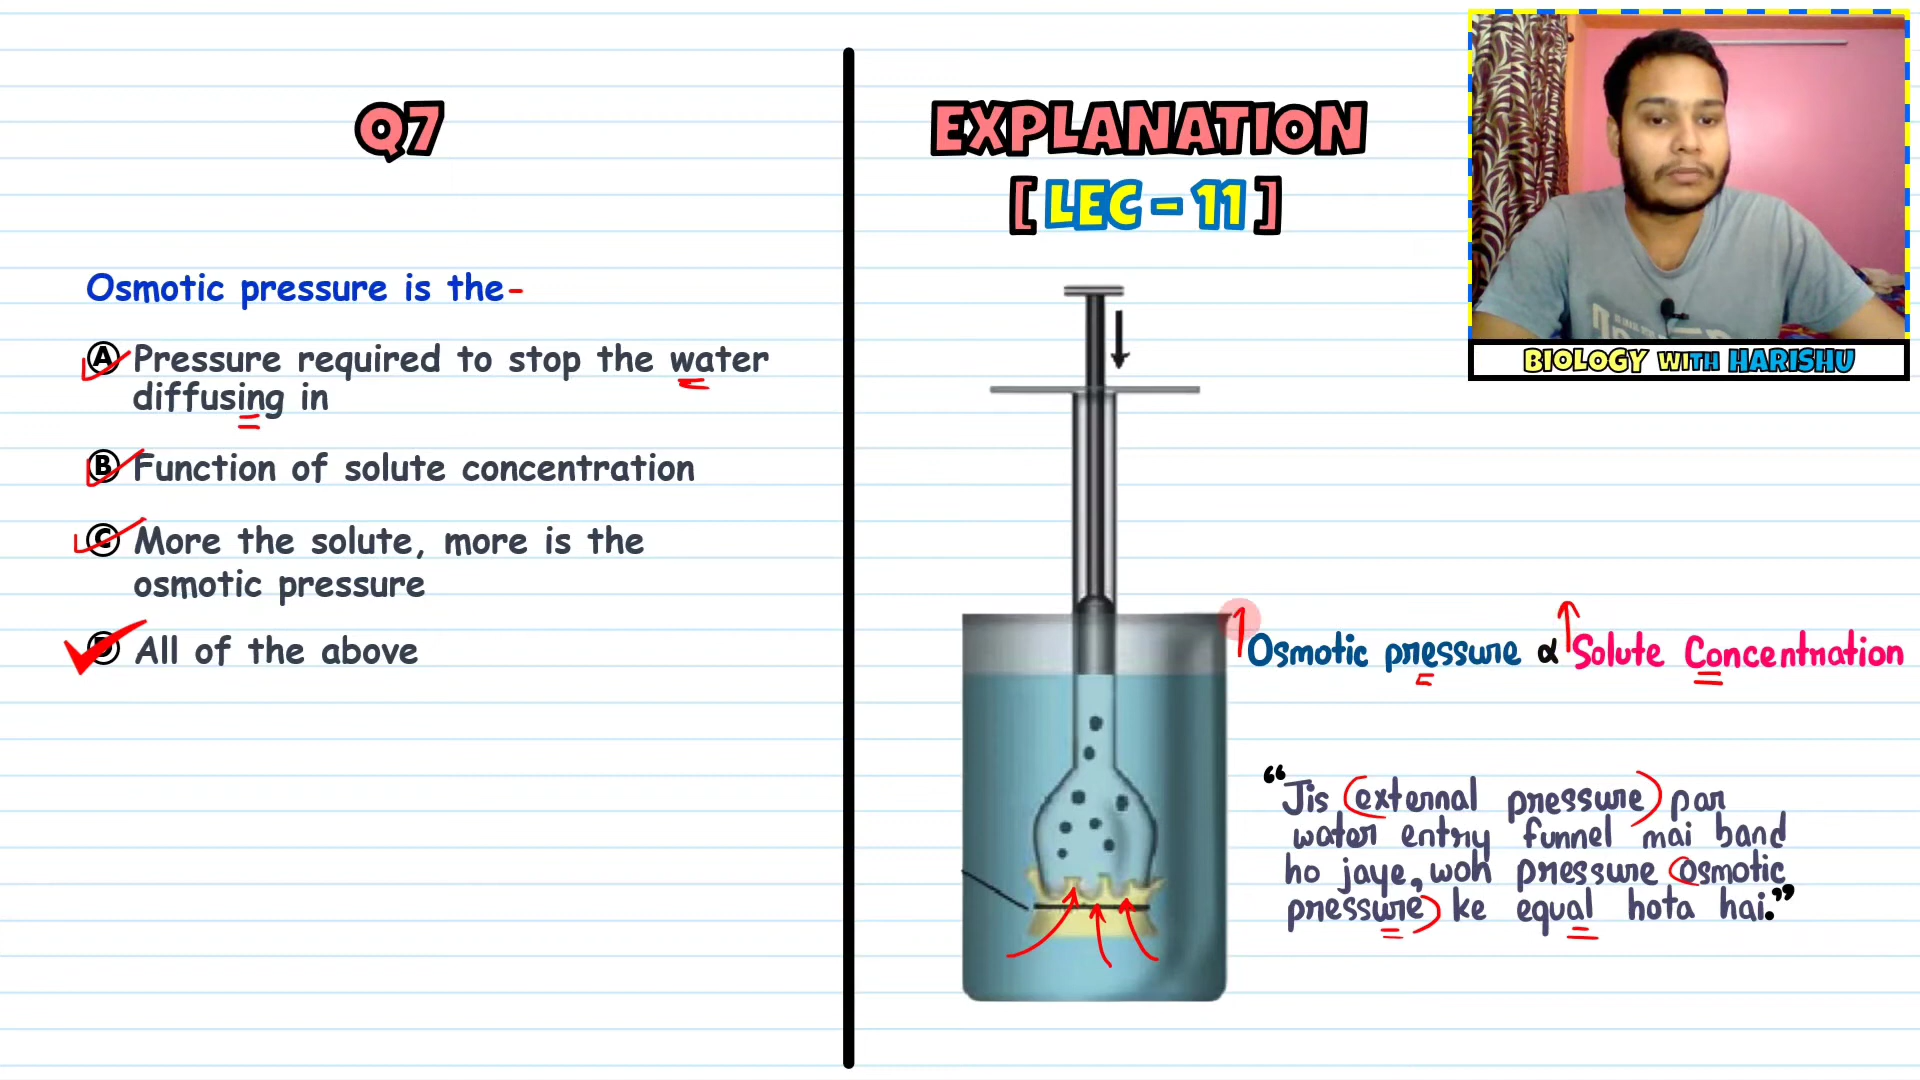 Q7
Osmotic pressure is the-
A Pressure required to stop the water
diffusing in
B Function of solute concentration
C More the solute, more is the
osmotic pressure
D All of the above
EXPLANATION
[ LEC - 11 ]
BIOLOGY WITH HARISHU
Osmotic pressure α Solute Concentration
"Jis (external pressure) par
water entry funnel mai band
ho jaye, woh pressure (osmotic
pressure) ke equal hota hai."